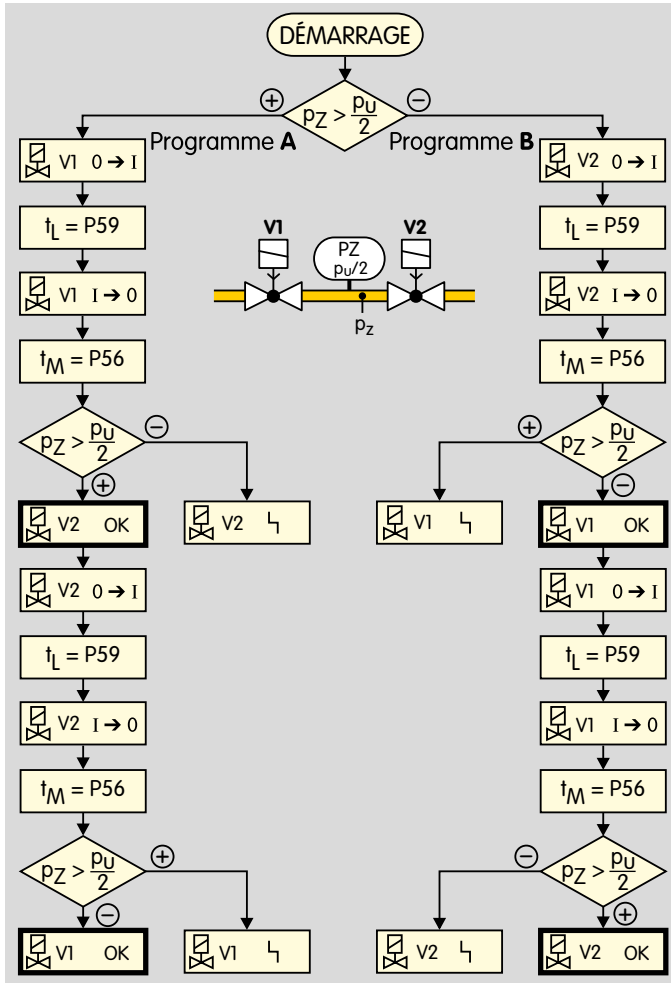 DÉMARRAGE
pZ > pu/2
+ −
Programme A Programme B
V1 0 → I
tL = P59
V1 I → 0
tM = P56
pZ > pu/2
−
+
V2 OK
V2 ϟ
V2 0 → I
tL = P59
V2 I → 0
tM = P56
pZ > pu/2
+
−
V1 OK
V1 ϟ
V1 V2
PZ
pu/2
pz
V2 0 → I
tL = P59
V2 I → 0
tM = P56
pZ > pu/2
+
−
V1 ϟ
V1 OK
V1 0 → I
tL = P59
V1 I → 0
tM = P56
pZ > pu/2
−
+
V2 ϟ
V2 OK